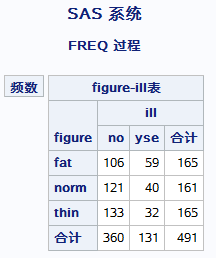 SAS 系统
FREQ 过程
频数
figure-ill表
ill
figure no yse 合计
fat 106 59 165
norm 121 40 161
thin 133 32 165
合计 360 131 491